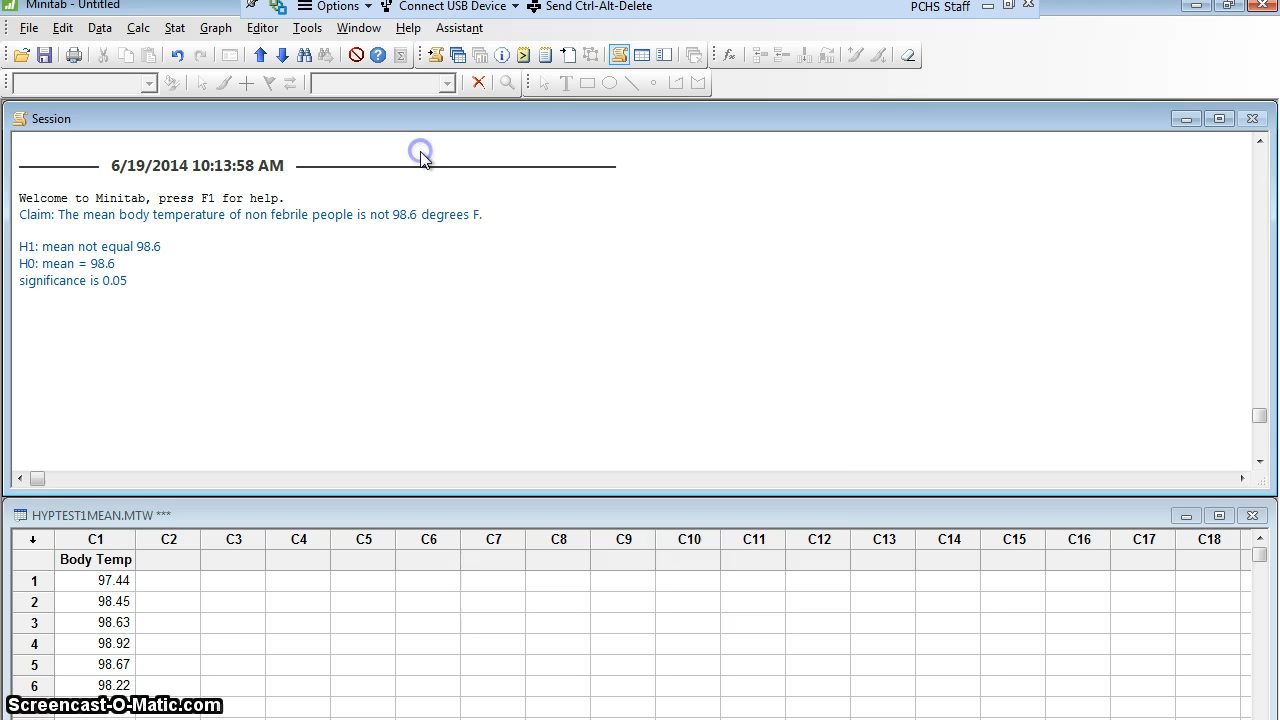 Minitab - Untitled
Options
Connect USB Device
Send Ctrl-Alt-Delete
PCHS Staff
File Edit Data Calc Stat Graph Editor Tools Window Help Assistant
Session
6/19/2014 10:13:58 AM
Welcome to Minitab, press F1 for help.
Claim: The mean body temperature of non febrile people is not 98.6 degrees F.
H1: mean not equal 98.6
H0: mean = 98.6
significance is 0.05
HYPTEST1MEAN.MTW ***
C1 C2 C3 C4 C5 C6 C7 C8 C9 C10 C11 C12 C13 C14 C15 C16 C17 C18
Body Temp
1 97.44
2 98.45
3 98.63
4 98.92
5 98.67
6 98.22
Screencast-O-Matic.com